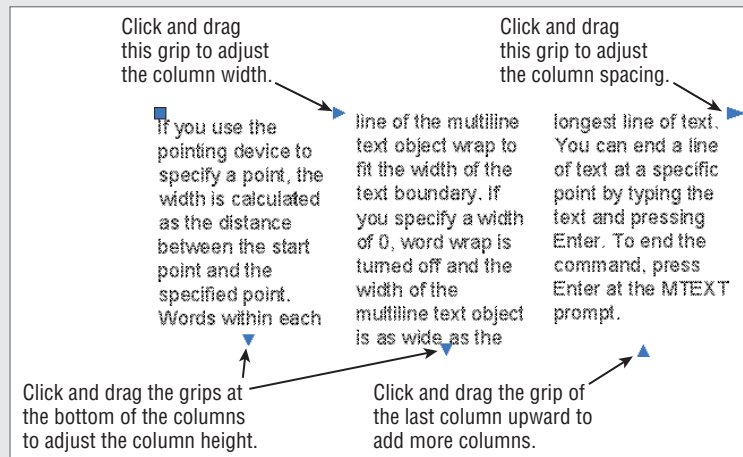 Click and drag
this grip to adjust
the column width.
Click and drag
this grip to adjust
the column spacing.
If you use the
pointing device to
specify a point, the
width is calculated
as the distance
between the start
point and the
specified point.
Words within each
line of the multiline
text object wrap to
fit the width of the
text boundary. If
you specify a width
of 0, word wrap is
turned off and the
width of the
multiline text object
is as wide as the
longest line of text.
You can end a line
of text at a specific
point by typing the
text and pressing
Enter. To end the
command, press
Enter at the MTEXT
prompt.
Click and drag the grips at
the bottom of the columns
to adjust the column height.
Click and drag the grip of
the last column upward to
add more columns.